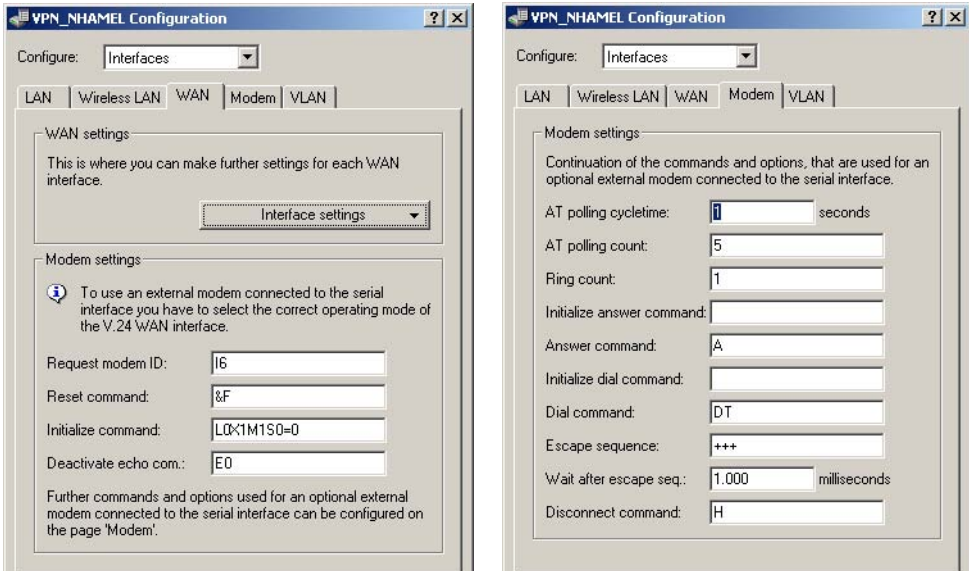 VPN_NHAMEL Configuration
Configure: Interfaces
LAN Wireless LAN WAN Modem VLAN
WAN settings
This is where you can make further settings for each WAN
interface.
Interface settings
Modem settings
To use an external modem connected to the serial
interface you have to select the correct operating mode of
the V.24 WAN interface.
Request modem ID: I6
Reset command: &F
Initialize command: L0X1M1S0=0
Deactivate echo com.: E0
Further commands and options used for an optional external
modem connected to the serial interface can be configured on
the page 'Modem'.
VPN_NHAMEL Configuration
Configure: Interfaces
LAN Wireless LAN WAN Modem VLAN
Modem settings
Continuation of the commands and options, that are used for an
optional external modem connected to the serial interface.
AT polling cycletime: 1 seconds
AT polling count: 5
Ring count: 1
Initialize answer command:
Answer command: A
Initialize dial command:
Dial command: DT
Escape sequence: +++
Wait after escape seq.: 1.000 milliseconds
Disconnect command: H